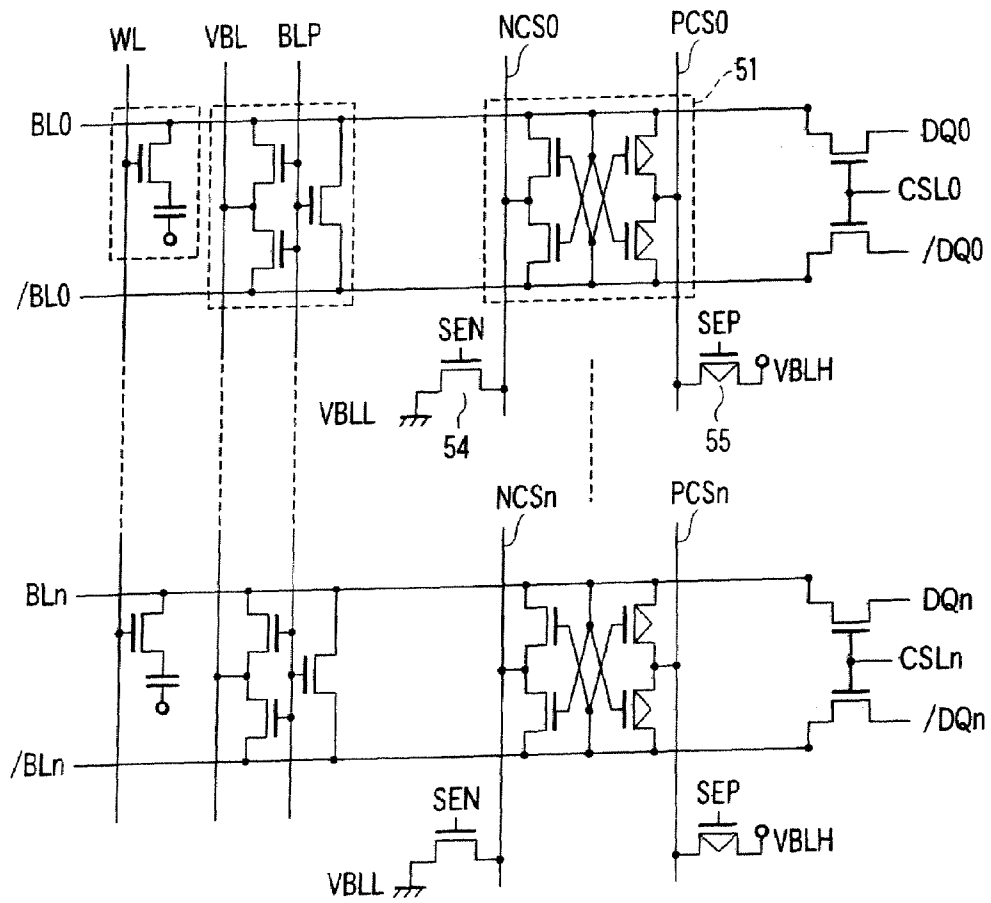 WL VBL BLP NCS0 PCS0
51
BL0
DQ0
CSL0
/DQ0
/BL0
SEN
SEP
VBLH
VBLL
54
55
NCSn PCSn
BLn
DQn
CSLn
/DQn
/BLn
SEN
SEP
VBLH
VBLL